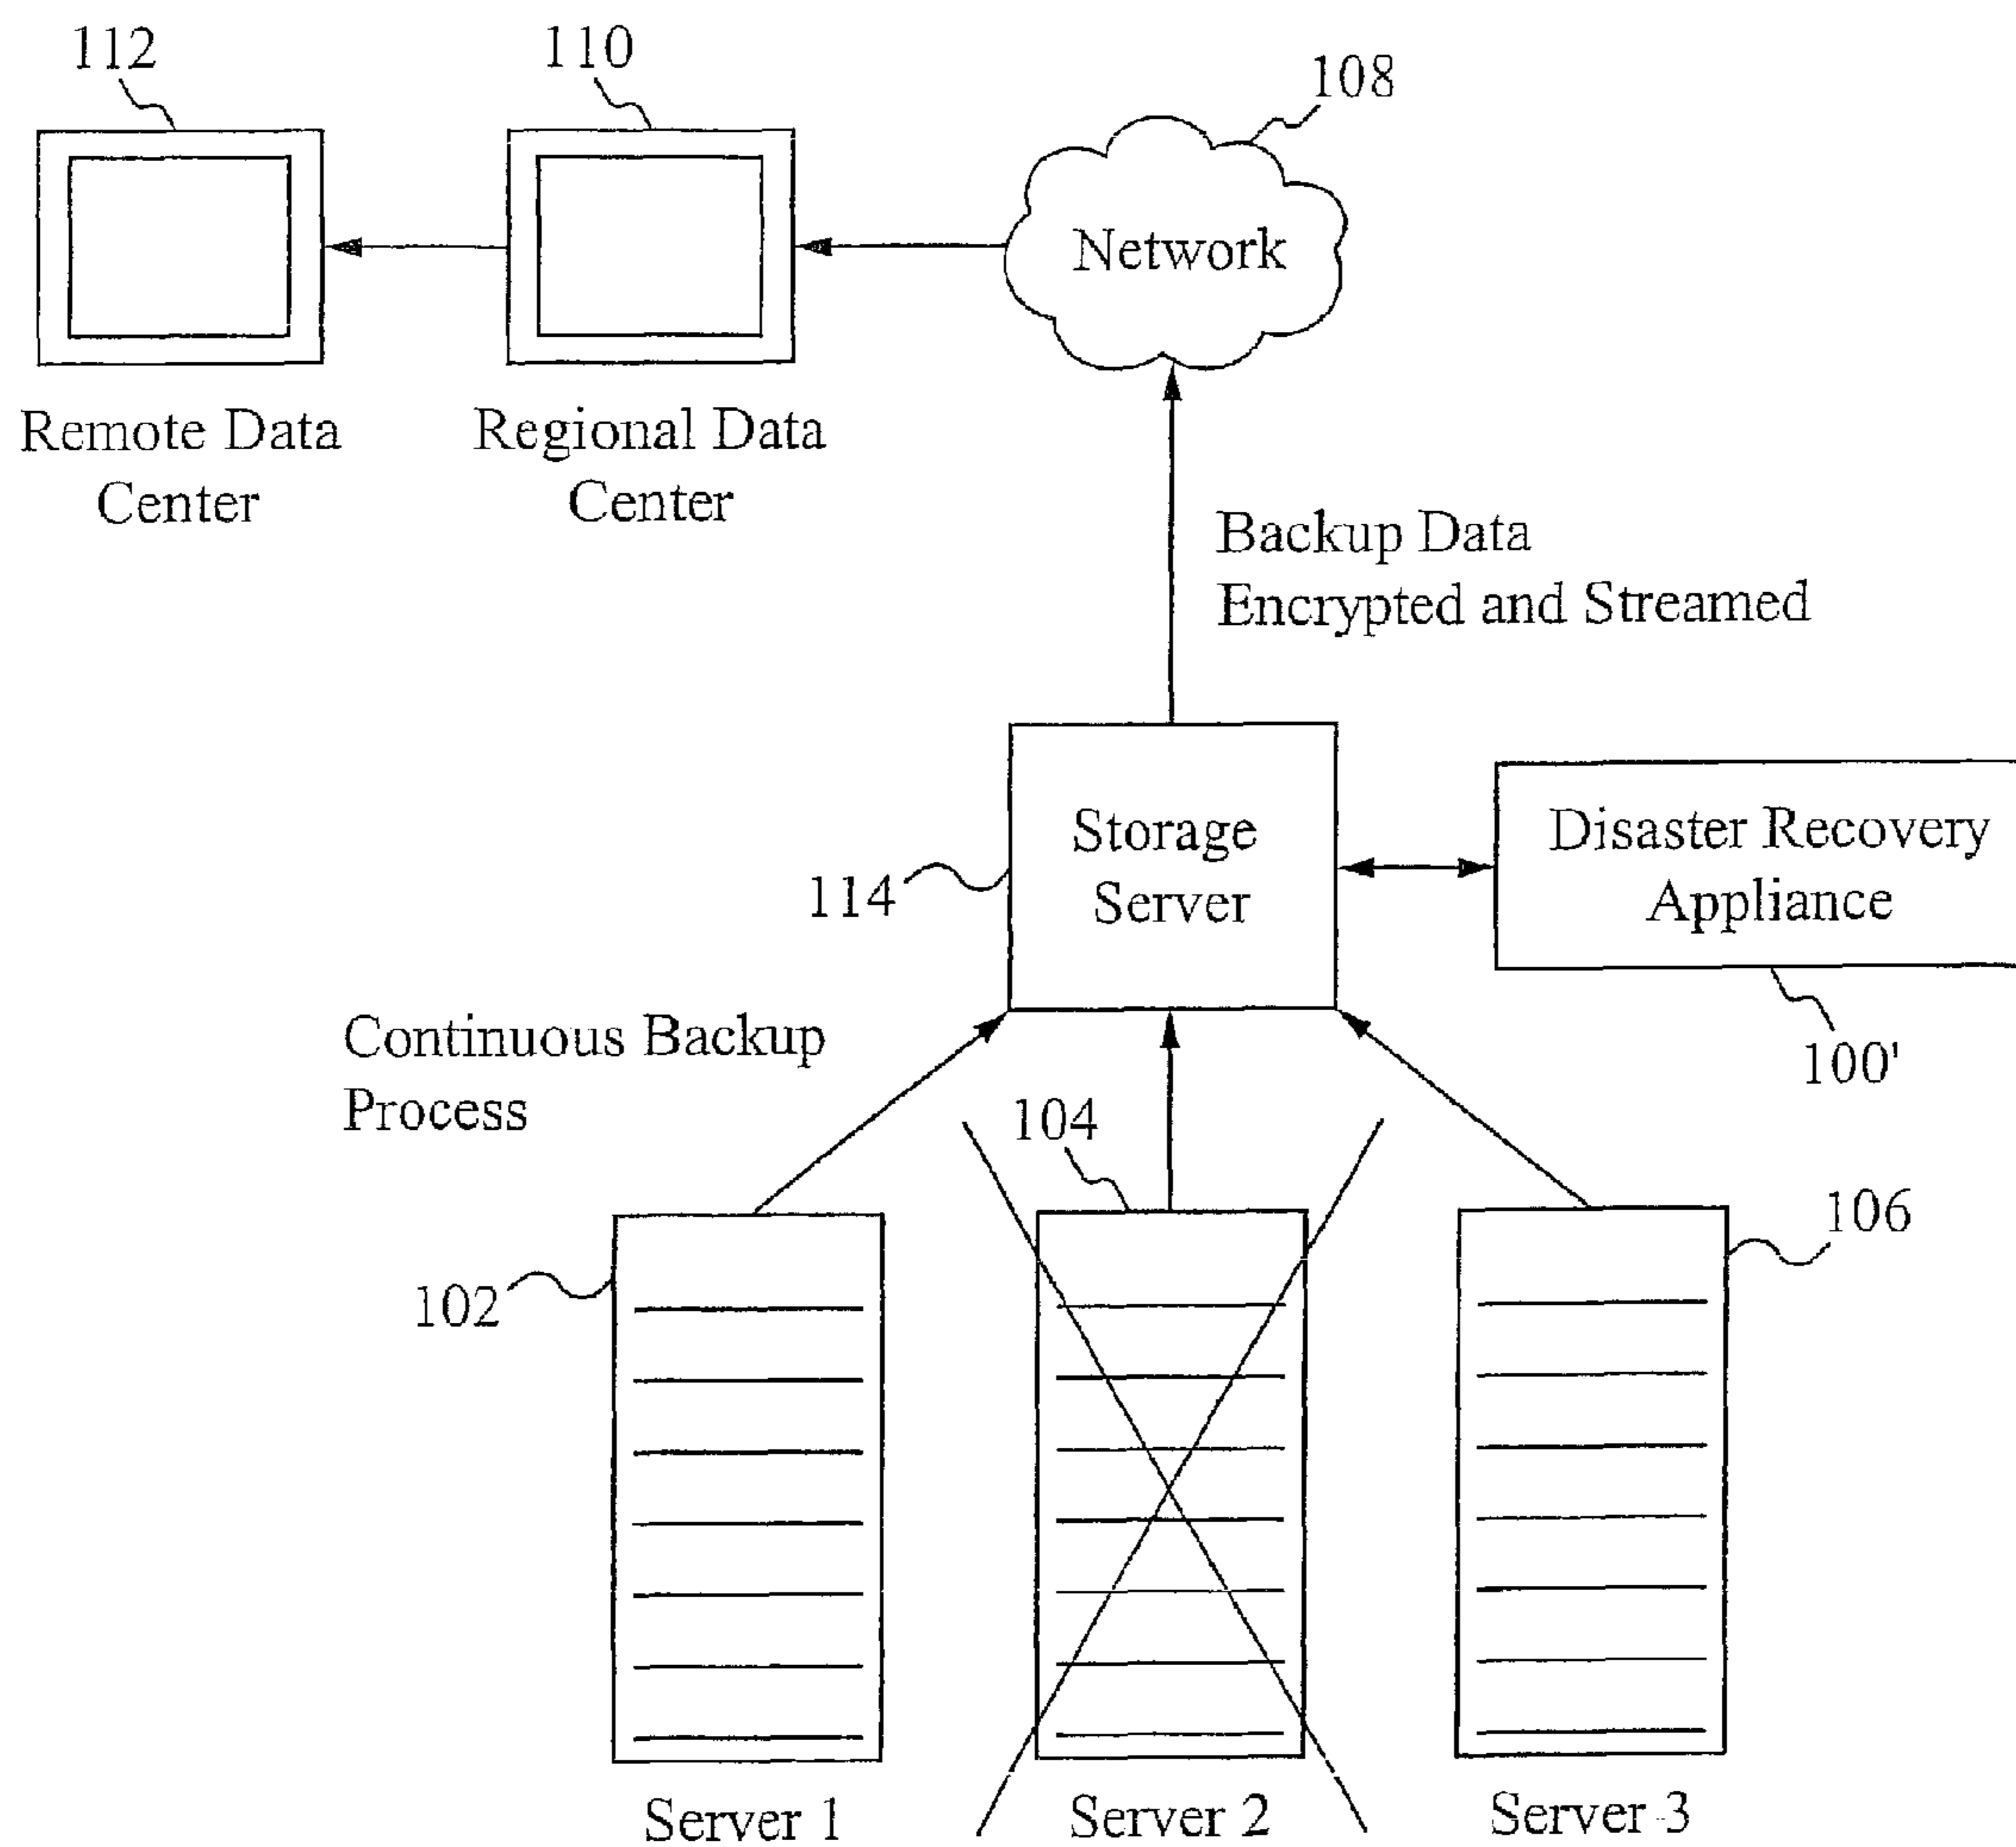 112
110
108
Network
Remote Data
Center
Regional Data
Center
Backup Data
Encrypted and Streamed
Storage
Server
Disaster Recovery
Appliance
114
100'
Continuous Backup
Process
104
106
102
Server 1
Server 2
Server 3